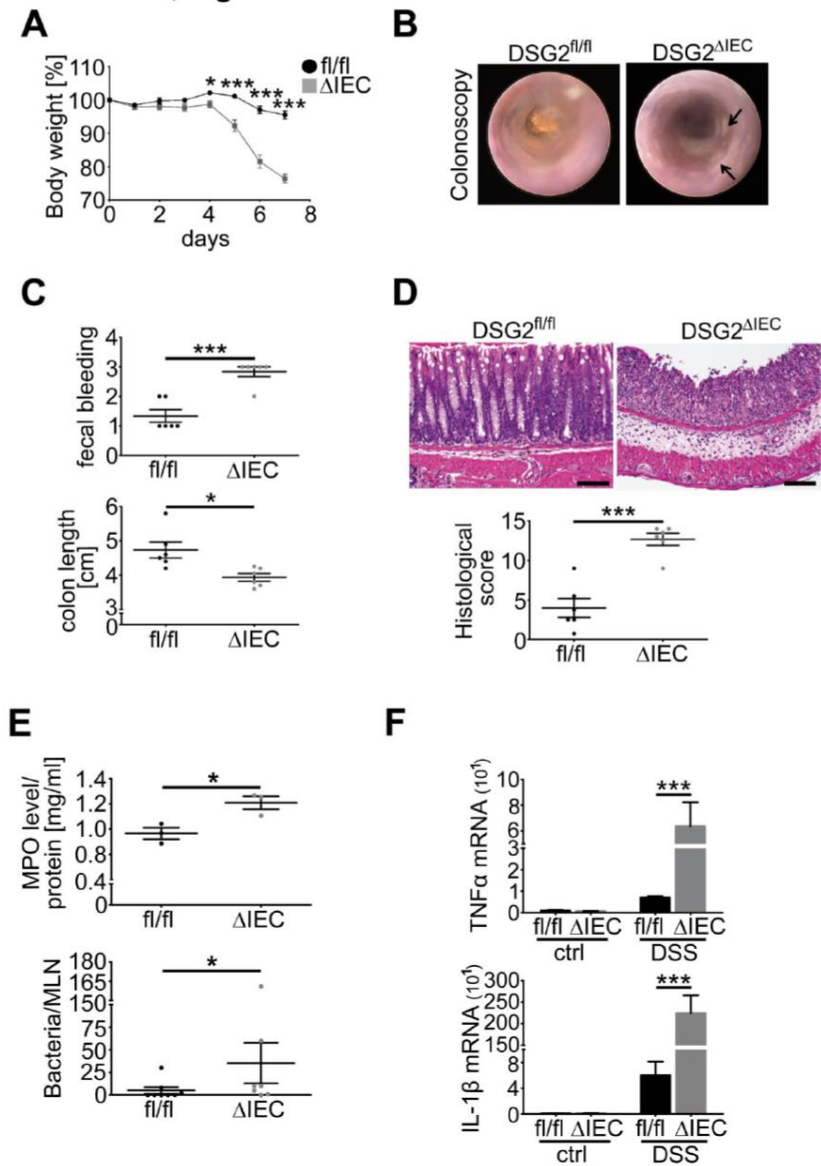 A
Body weight [%]
110
100
90
80
70
0 2 4 6 8
days
* *** *** ***
fl/fl
ΔIEC
B
DSG2fl/fl DSG2ΔIEC
Colonoscopy
C
fecal bleeding
4
3
2
1
0
***
fl/fl ΔIEC
colon length
[cm]
6
5
4
3
0
*
fl/fl ΔIEC
D
DSG2fl/fl DSG2ΔIEC
Histological
score
15
10
5
0
***
fl/fl ΔIEC
E
MPO level/
protein [mg/ml]
1.4
1.2
1.0
0.8
0.4
0
*
fl/fl ΔIEC
Bacteria/MLN
180
165
150
75
50
25
0
*
fl/fl ΔIEC
F
TNFα mRNA (10¹)
10
8
6
3
2
1
0
***
fl/fl ΔIEC fl/fl ΔIEC
ctrl DSS
IL-1β mRNA (10¹)
300
250
200
150
8
4
0
***
fl/fl ΔIEC fl/fl ΔIEC
ctrl DSS